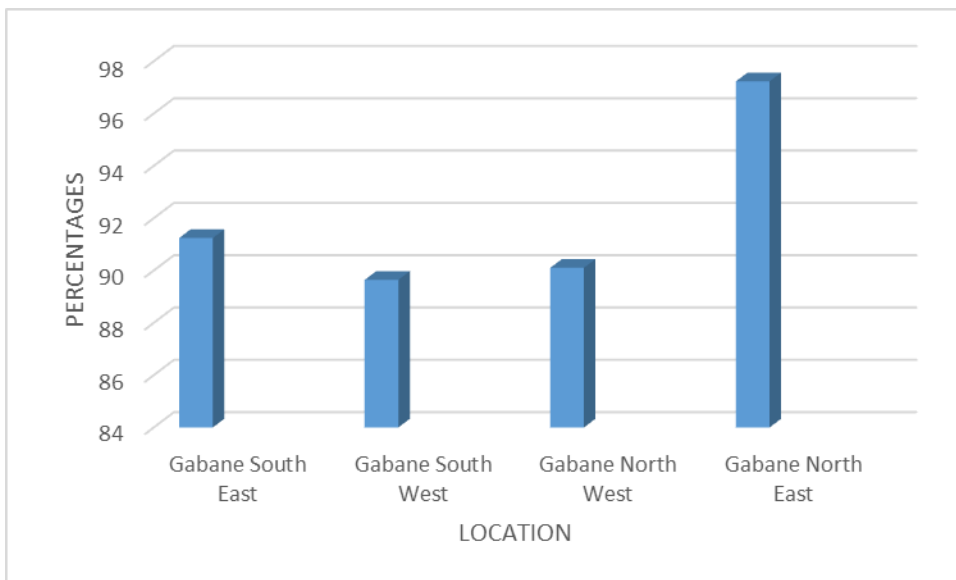 98
96
94
92
90
88
86
84
PERCENTAGES
Gabane South
East
Gabane South
West
Gabane North
West
Gabane North
East
LOCATION